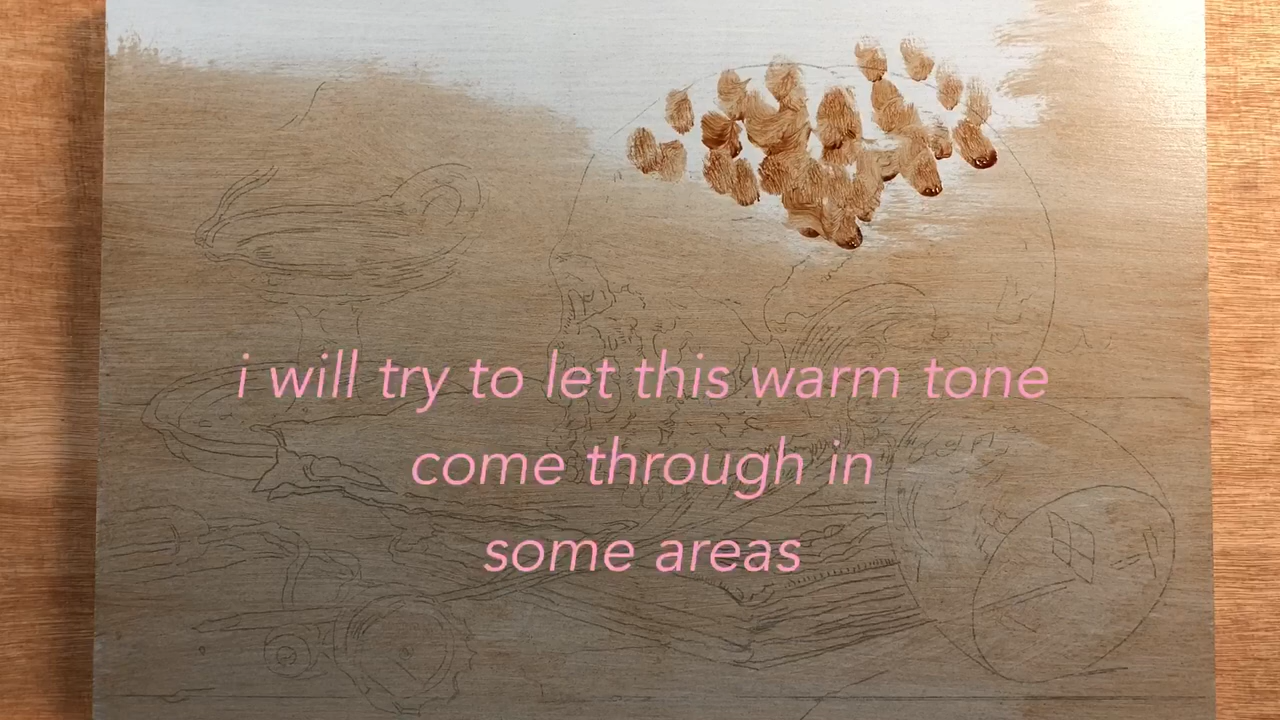 i will try to let this warm tone
come through in
some areas